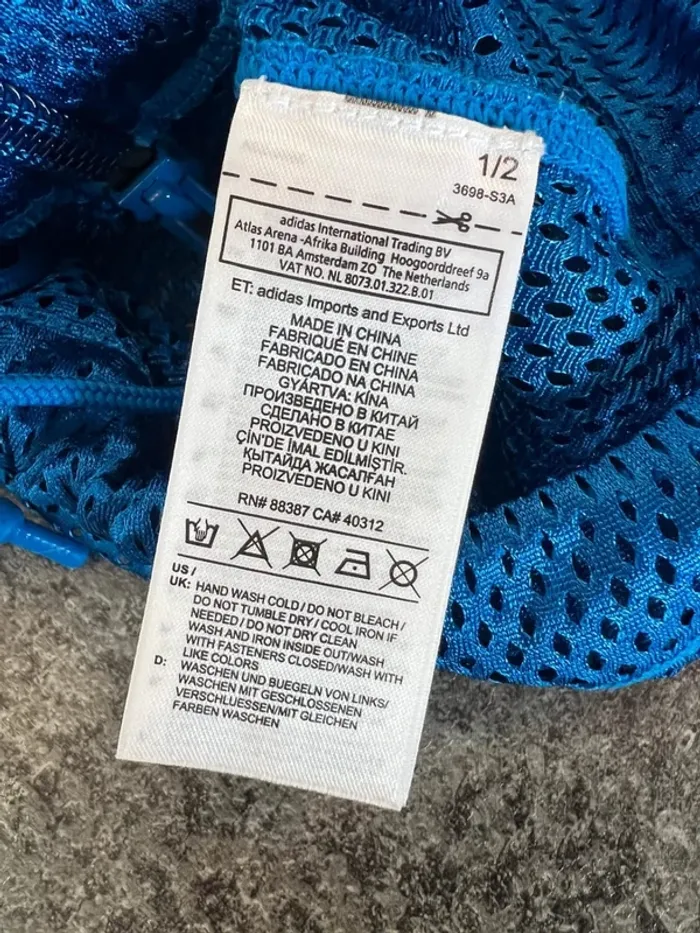 1/2
3698-S3A
adidas International Trading BV
Atlas Arena -Afrika Building Hoogoorddreef 9a
1101 BA Amsterdam ZO The Netherlands
VAT NO. NL 8073.01.322.B.01
ET: adidas Imports and Exports Ltd
MADE IN CHINA
FABRIQUÉ EN CHINE
FABRICADO EN CHINA
FABRICADO NA CHINA
GYÁRTVA: KÍNA
ПРОИЗВЕДЕНО В КИТАЙ
СДЕЛАНО В КИТАЕ
PROIZVEDENO U KINI
ÇİN'DE İMAL EDİLMİŞTİR.
ҚЫТАЙДА ЖАСАЛҒАН
PROIZVEDENO U KINI
RN# 88387 CA# 40312
US /
UK: HAND WASH COLD / DO NOT BLEACH /
DO NOT TUMBLE DRY / COOL IRON IF
NEEDED / DO NOT DRY CLEAN
WASH AND IRON INSIDE OUT/WASH
WITH FASTENERS CLOSED/WASH WITH
LIKE COLORS
D: WASCHEN UND BUEGELN VON LINKS/
WASCHEN MIT GESCHLOSSENEN
VERSCHLUESSEN/MIT GLEICHEN
FARBEN WASCHEN